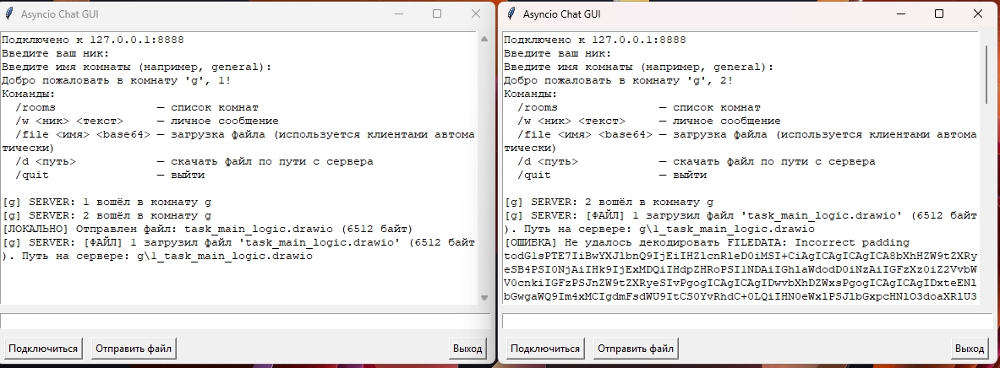 Asyncio Chat GUI
Подключено к 127.0.0.1:8888
Введите ваш ник:
Введите имя комнаты (например, general):
Добро пожаловать в комнату 'g', 1!
Команды:
/rooms — список комнат
/w <ник> <текст> — личное сообщение
/file <имя> <base64> — загрузка файла (используется клиентами автома
тически)
/d <путь> — скачать файл по пути с сервера
/quit — выйти
[g] SERVER: 1 вошёл в комнату g
[g] SERVER: 2 вошёл в комнату g
[ЛОКАЛЬНО] Отправлен файл: task_main_logic.drawio (6512 байт)
[g] SERVER: [ФАЙЛ] 1 загрузил файл 'task_main_logic.drawio' (6512 байт
). Путь на сервере: g\1_task_main_logic.drawio
Подключиться
Отправить файл
Выход
Asyncio Chat GUI
Подключено к 127.0.0.1:8888
Введите ваш ник:
Введите имя комнаты (например, general):
Добро пожаловать в комнату 'g', 2!
Команды:
/rooms — список комнат
/w <ник> <текст> — личное сообщение
/file <имя> <base64> — загрузка файла (используется клиентами автома
тически)
/d <путь> — скачать файл по пути с сервера
/quit — выйти
[g] SERVER: 2 вошёл в комнату g
[g] SERVER: [ФАЙЛ] 1 загрузил файл 'task_main_logic.drawio' (6512 байт
). Путь на сервере: g\1_task_main_logic.drawio
[ОШИБКА] Не удалось декодировать FILEDATA: Incorrect padding
Подключиться
Отправить файл
Выход